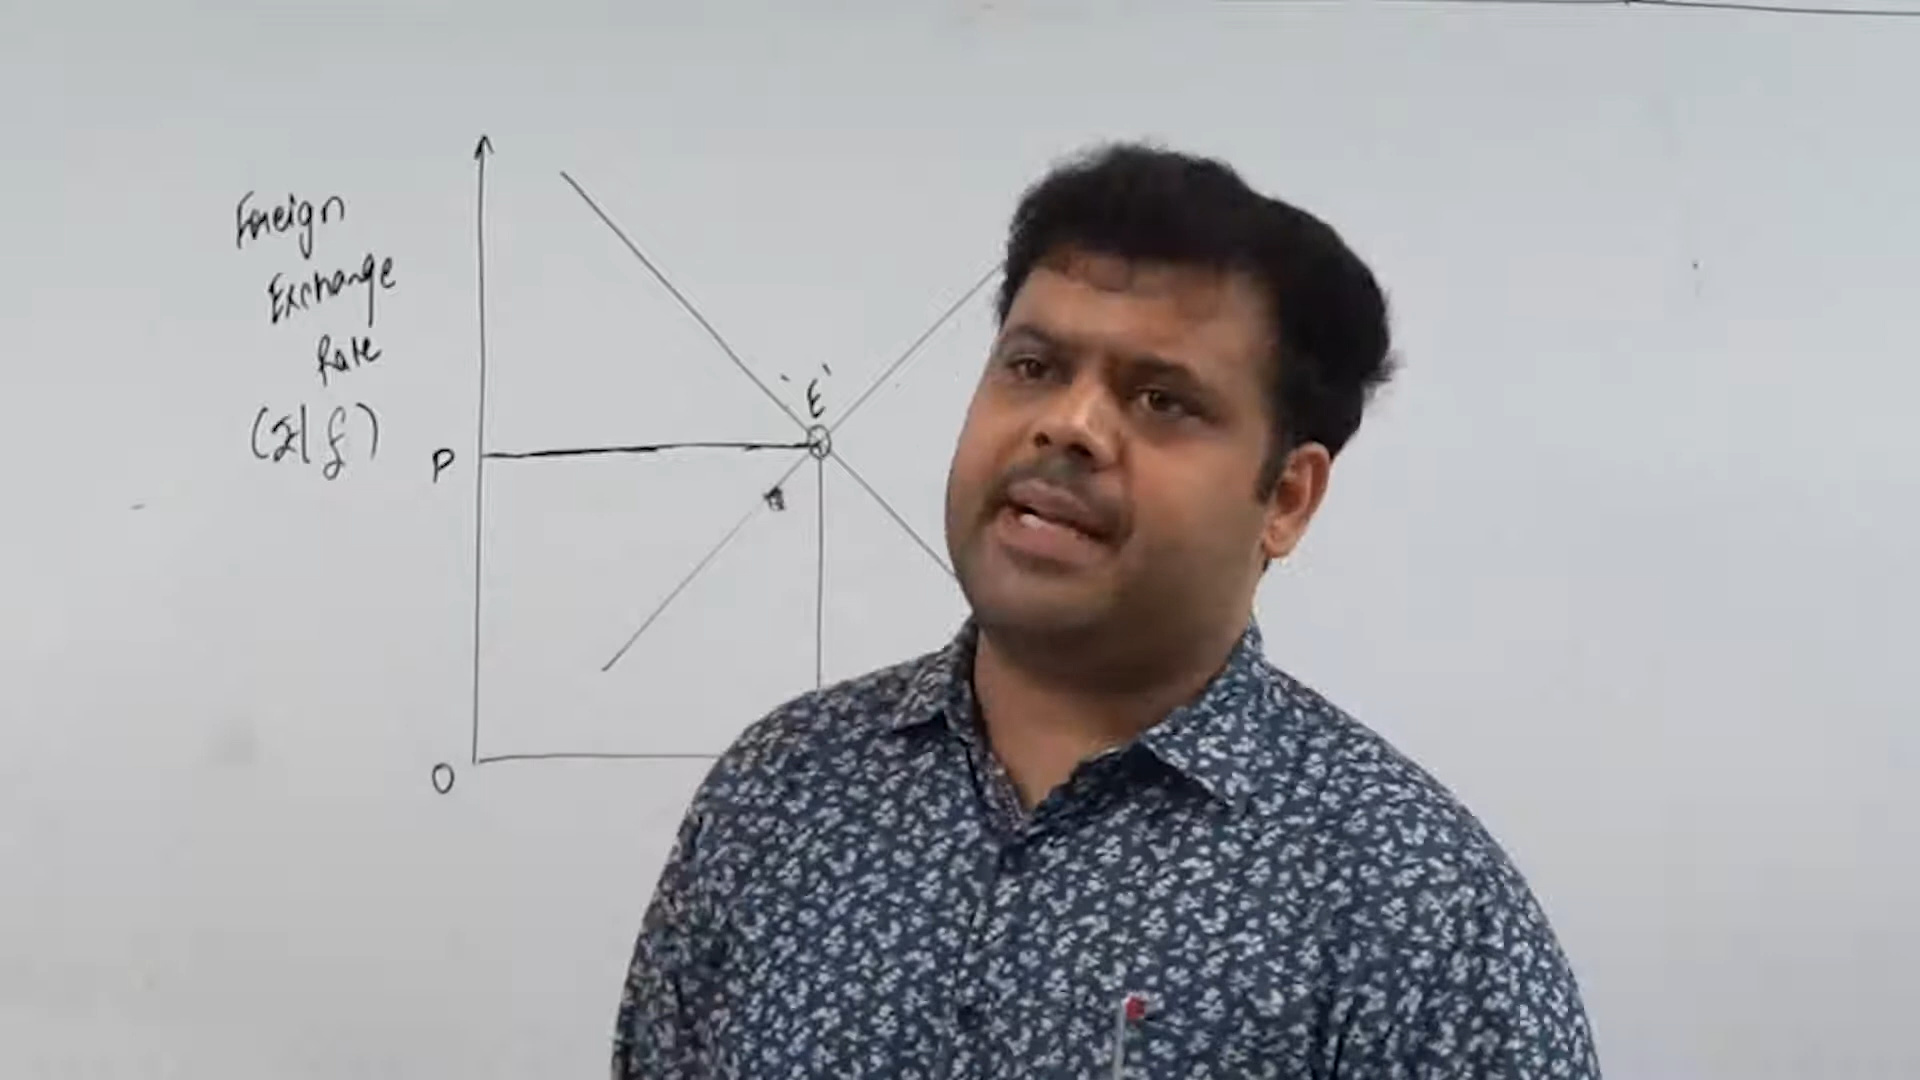 Foreign
Exchange
Rate
(₹/£)
'E'
P
O